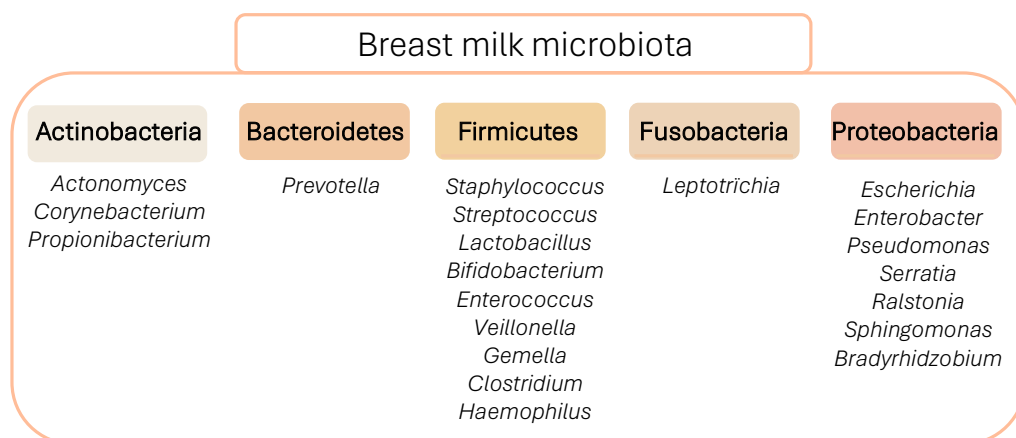 Breast milk microbiota
Actinobacteria
Actonomyces
Corynebacterium
Propionibacterium
Bacteroidetes
Prevotella
Firmicutes
Staphylococcus
Streptococcus
Lactobacillus
Bifidobacterium
Enterococcus
Veillonella
Gemella
Clostridium
Haemophilus
Fusobacteria
Leptotrïchia
Proteobacteria
Escherichia
Enterobacter
Pseudomonas
Serratia
Ralstonia
Sphingomonas
Bradyrhidzobium